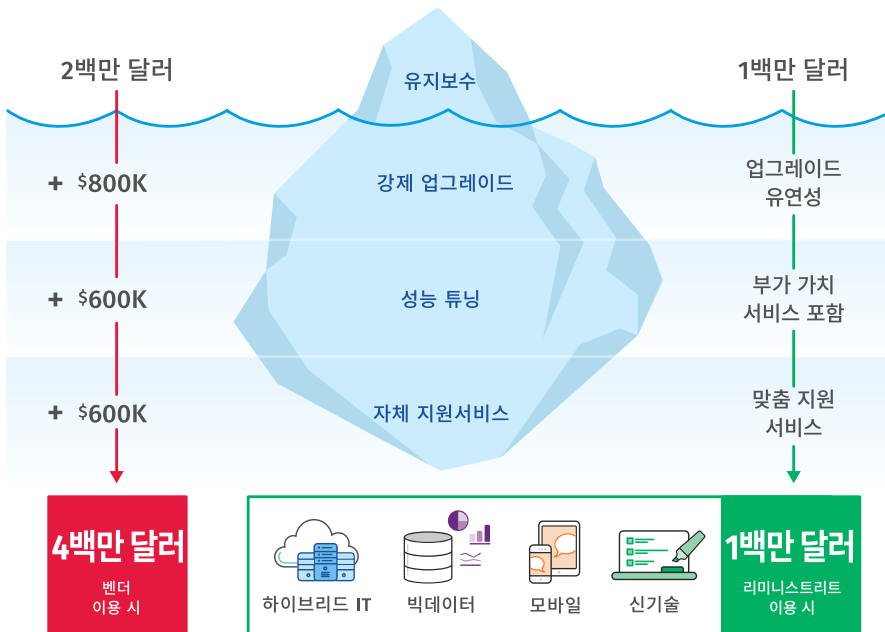 2백만 달러
유지보수
1백만 달러
+ $800K
강제 업그레이드
업그레이드
유연성
+ $600K
성능 튜닝
부가 가치
서비스 포함
+ $600K
자체 지원서비스
맞춤 지원
서비스
4백만 달러
벤더
이용 시
하이브리드 IT
빅데이터
모바일
신기술
1백만 달러
리미니스트리트
이용 시